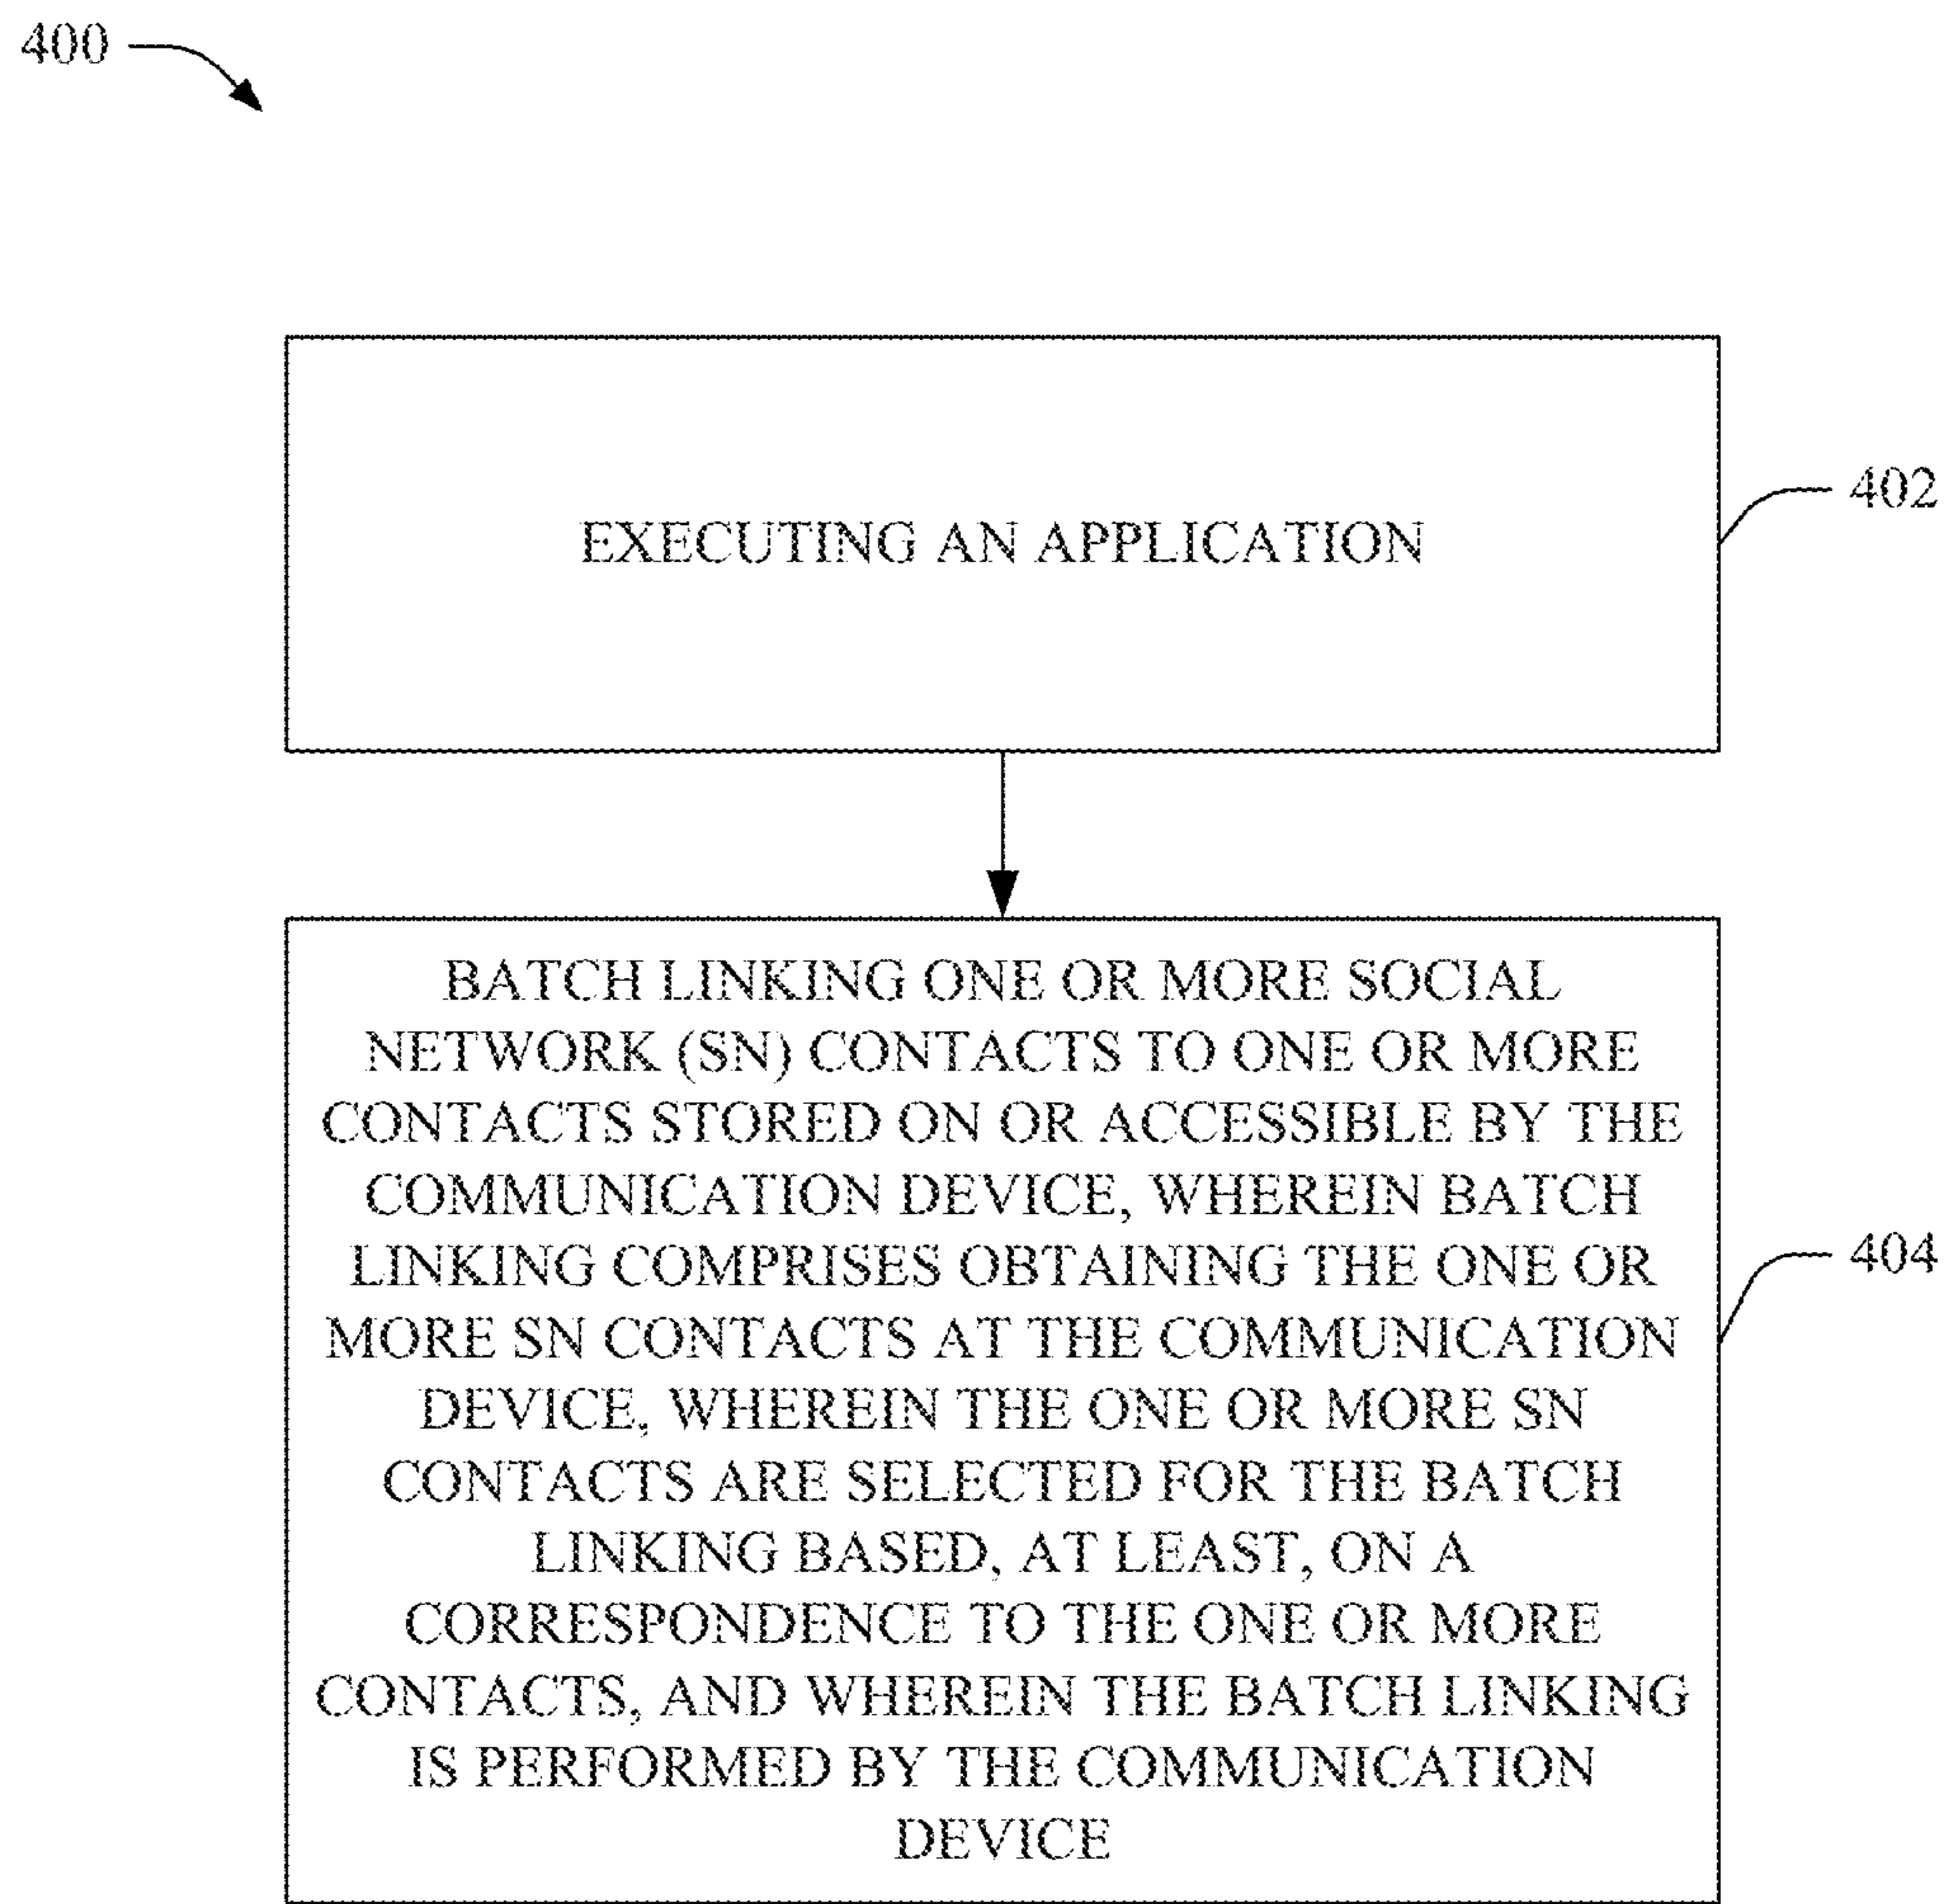 400
EXECUTING AN APPLICATION
402
BATCH LINKING ONE OR MORE SOCIAL
NETWORK (SN) CONTACTS TO ONE OR MORE
CONTACTS STORED ON OR ACCESSIBLE BY THE
COMMUNICATION DEVICE, WHEREIN BATCH
LINKING COMPRISES OBTAINING THE ONE OR
MORE SN CONTACTS AT THE COMMUNICATION
DEVICE, WHEREIN THE ONE OR MORE SN
CONTACTS ARE SELECTED FOR THE BATCH
LINKING BASED, AT LEAST, ON A
CORRESPONDENCE TO THE ONE OR MORE
CONTACTS, AND WHEREIN THE BATCH LINKING
IS PERFORMED BY THE COMMUNICATION
DEVICE
404